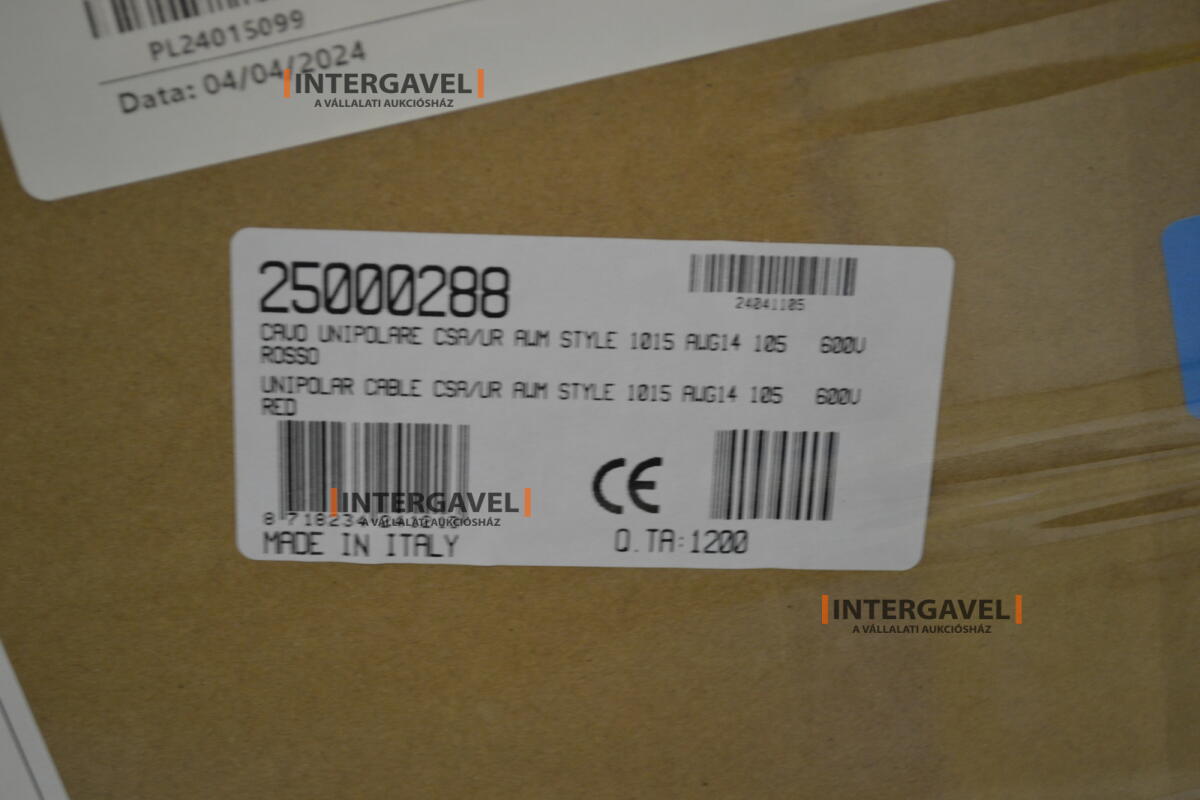 PL24015099
Data: 04/04/2024
INTERGAVEL
A VÁLLALATI AUKCIÓSHÁZ
25000288
24041105
CAVO UNIPOLARE CSA/UR AWM STYLE 1015 AWG14 105 600V
ROSSO
UNIPOLAR CABLE CSA/UR AWM STYLE 1015 AWG14 105 600V
RED
CE
INTERGAVEL
A VÁLLALATI AUKCIÓSHÁZ
MADE IN ITALY
Q.TA:1200
INTERGAVEL
A VÁLLALATI AUKCIÓSHÁZ